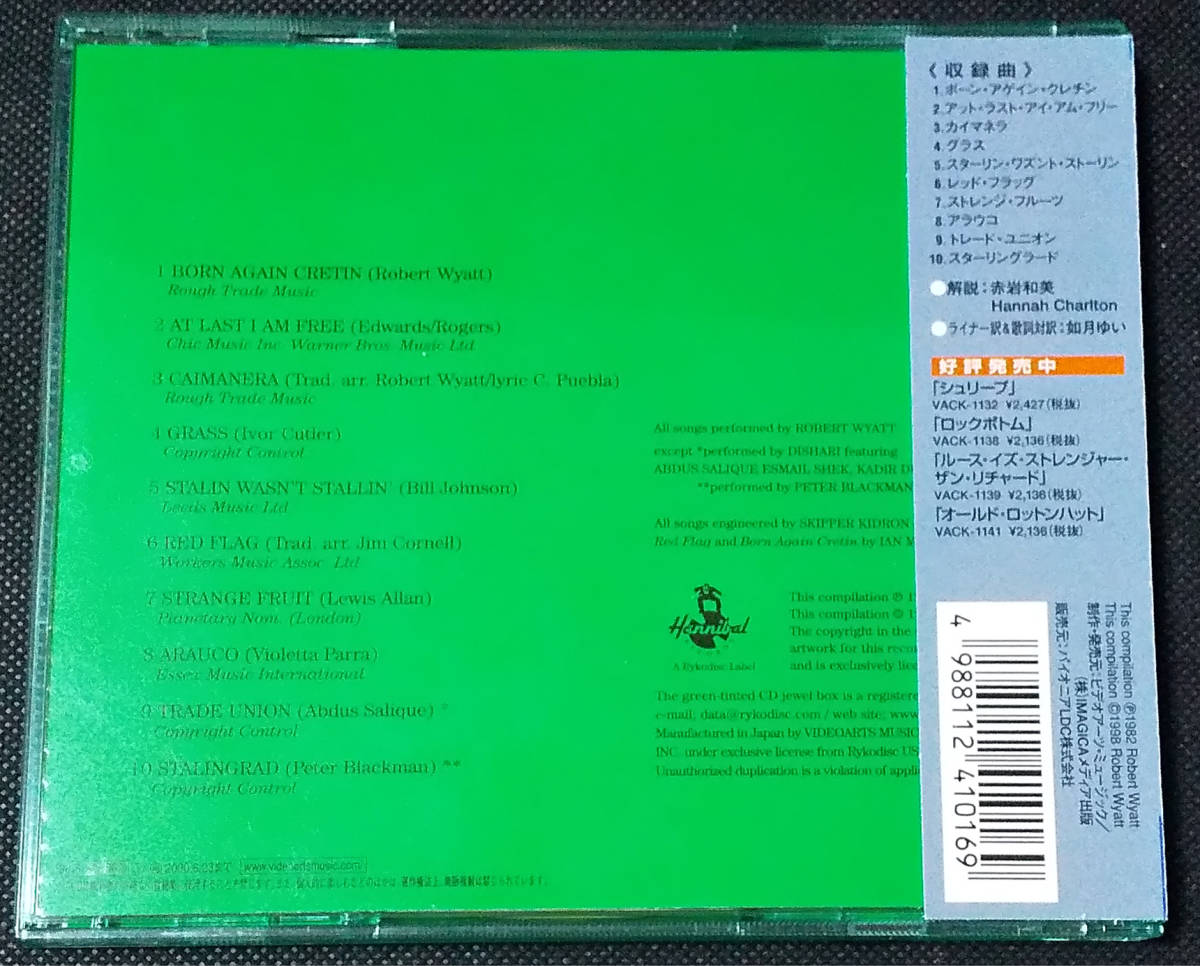 1 BORN AGAIN CRETIN (Robert Wyatt)
Rough Trade Music
2 AT LAST I AM FREE (Edwards/Rogers)
Chic Music Inc. Warner Bros. Music Ltd
3 CAIMANERA (Trad. arr. Robert Wyatt/lyric C. Puebla)
Rough Trade Music
4 GRASS (Ivor Cutler)
Copyright Control
5 STALIN WASN'T STALLIN' (Bill Johnson)
Leeds Music Ltd
6 RED FLAG (Trad. arr. Jim Cornell)
Workers Music Assoc. Ltd
7 STRANGE FRUIT (Lewis Allan)
Planetary Nom. (London)
8 ARAUCO (Violetta Parra)
Essex Music International
9 TRADE UNION (Abdus Salique) *
Copyright Control
10 STALINGRAD (Peter Blackman) **
Copyright Control
All songs performed by ROBERT WYATT
except *performed by DISHARI featuring
ABDUS SALIQUE ESMAIL SHEK, KADIR
**performed by PETER BLACKMAN
All songs engineered by SKIPPER KIDRON
Red Flag and Born Again Cretin by IAN
Hannibal
RECORDS
A Rykodisc Label
This compilation ℗
This compilation ©
The copyright in the
artwork for this
and is exclusively
The green-tinted CD jewel box is a
e-mail; data@rykodisc.com / web site; www
Manufactured in Japan by VIDEOARTS MUSIC
INC. under exclusive license from Rykodisc
Unauthorized duplication is a violation of
2000.5.23まで www.videoartsmusic.com
《収録曲》
1.ボーン・アゲイン・クレチン
2.アット・ラスト・アイ・アム・フリー
3.カイマネラ
4.グラス
5.スターリン・ワズント・ストーリン
6.レッド・フラッグ
7.ストレンジ・フルーツ
8.アラウコ
9.トレード・ユニオン
10.スターリングラード
●解説：赤岩和美
Hannah Charlton
●ライナー訳&歌詞対訳：如月ゆい
好評発売中
「シュリープ」
VACK-1132 ¥2,427(税抜)
「ロックボトム」
VACK-1138 ¥2,136(税抜)
「ルース・イズ・ストレンジャー・
ザン・リチャード」
VACK-1139 ¥2,136(税抜)
「オールド・ロットンハット」
VACK-1141 ¥2,136(税抜)
This compilation ℗1982 Robert Wyatt
This compilation ©1998 Robert Wyatt
制作・発売元：ビデオアーツ・ミュージック/
(株)IMAGICAメディア出版
販売元：パイオニアLDC株式会社
4 988112 410169